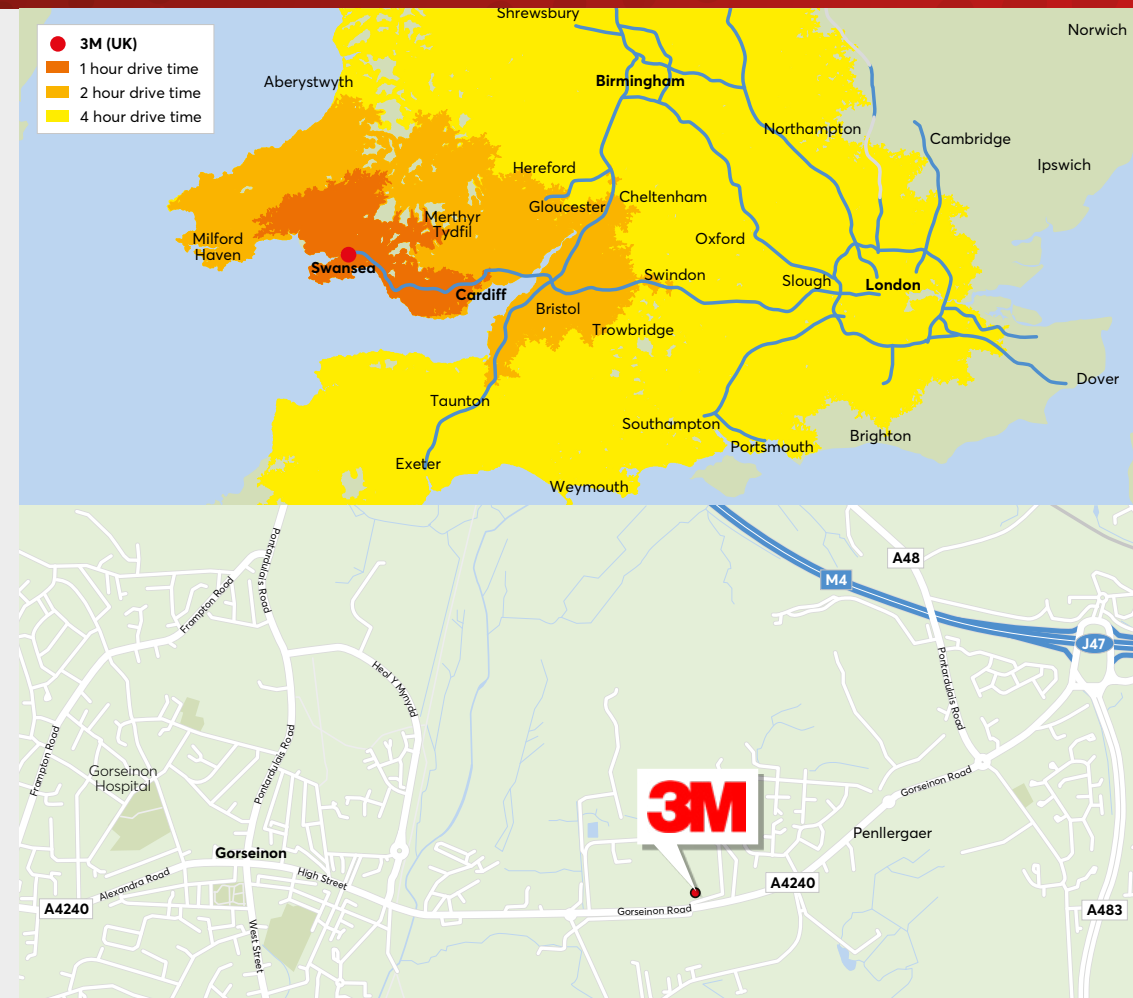 3M (UK)
1 hour drive time
2 hour drive time
4 hour drive time
Shrewsbury
Norwich
Aberystwyth
Birmingham
Northampton
Cambridge
Ipswich
Hereford
Cheltenham
Gloucester
Merthyr
Tydfil
Milford
Haven
Oxford
Swansea
Swindon
Slough
London
Cardiff
Bristol
Trowbridge
Dover
Taunton
Southampton
Brighton
Portsmouth
Exeter
Weymouth
Pontardulais Road
A48
M4
Frampton Road
J47
Heol Y Mynydd
Pontardulais Road
Frampton Road
Pontardulais Road
Gorseinon
Hospital
Gorseinon Road
3M
Penllergaer
Gorseinon
High Street
Alexandra Road
A4240
A4240
Gorseinon Road
A483
West Street